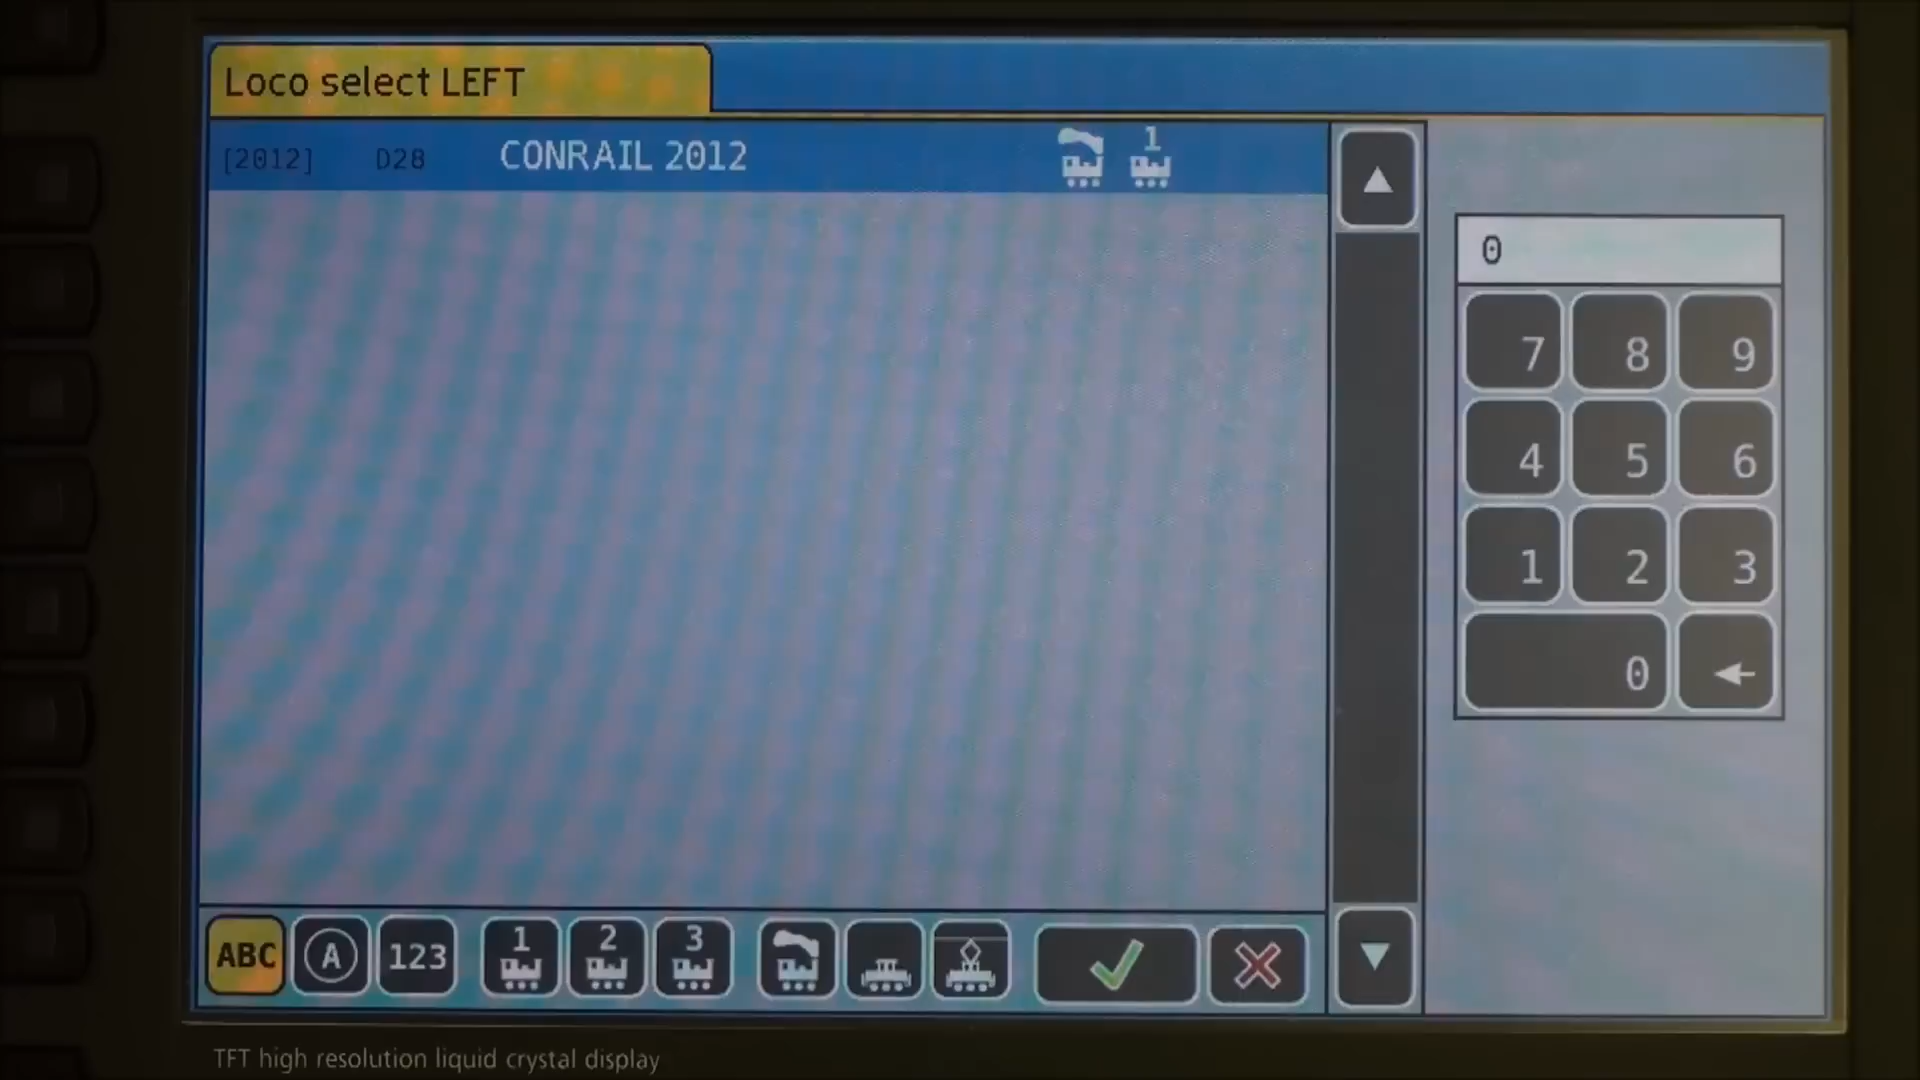 Loco select LEFT
[2012] D28 CONRAIL 2012 1
0
7 8 9
4 5 6
1 2 3
0
ABC A 123 1 2 3
TFT high resolution liquid crystal display